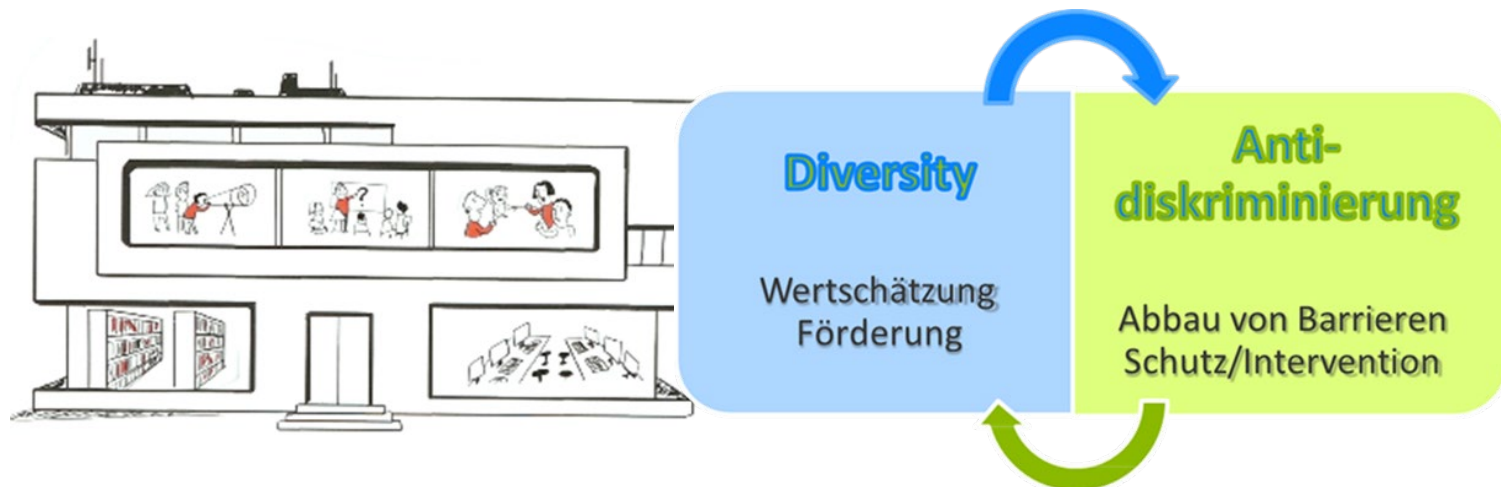 Diversity
Wertschätzung
Förderung
Anti-
diskriminierung
Abbau von Barrieren
Schutz/Intervention
?